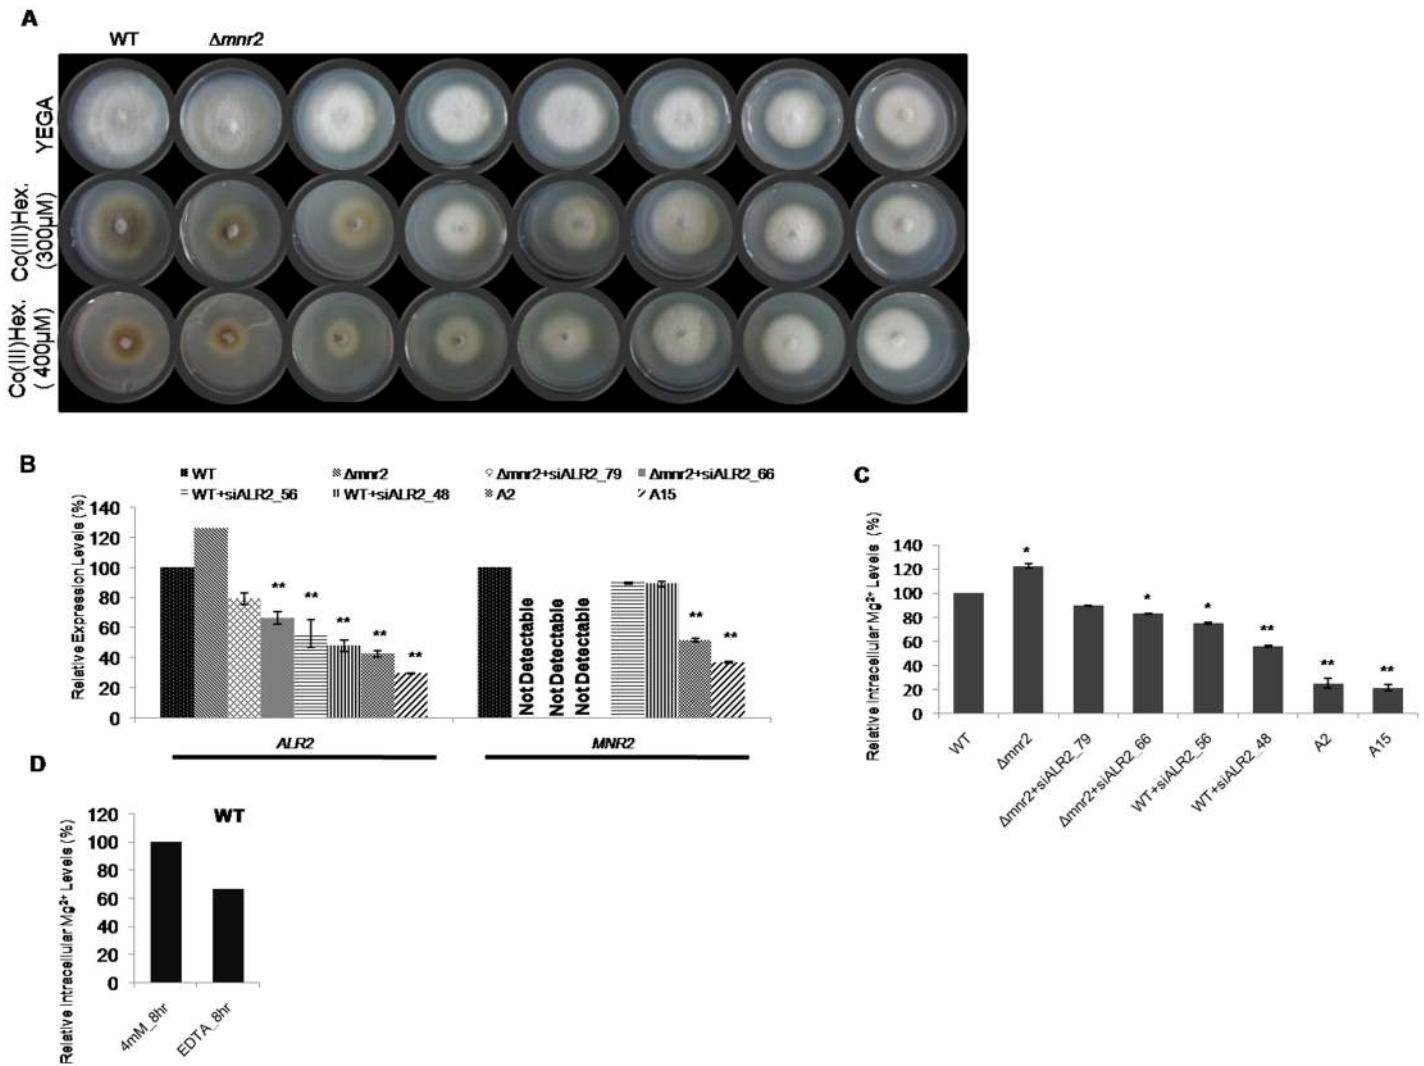 A
WT Δmnr2
YEGA
Co(III)Hex.
(300µM)
Co(III)Hex.
( 400µM)
B
WT Δmnr2 Δmnr2+siALR2_79 Δmnr2+siALR2_66
WT+siALR2_56 WT+siALR2_48 A2 A15
Relative Expression Levels (%)
140
120
100
80
60
40
20
0
** ** ** ** **
Not Detectable
Not Detectable
Not Detectable
** **
ALR2 MNR2
C
Relative Intracellular Mg²⁺ Levels (%)
140
120
100
80
60
40
20
0
* * * ** ** **
WT Δmnr2 Δmnr2+siALR2_79 Δmnr2+siALR2_66 WT+siALR2_56 WT+siALR2_48 A2 A15
D
WT
Relative Intracellular Mg²⁺ Levels (%)
120
100
80
60
40
20
0
4mM_8hr EDTA_8hr